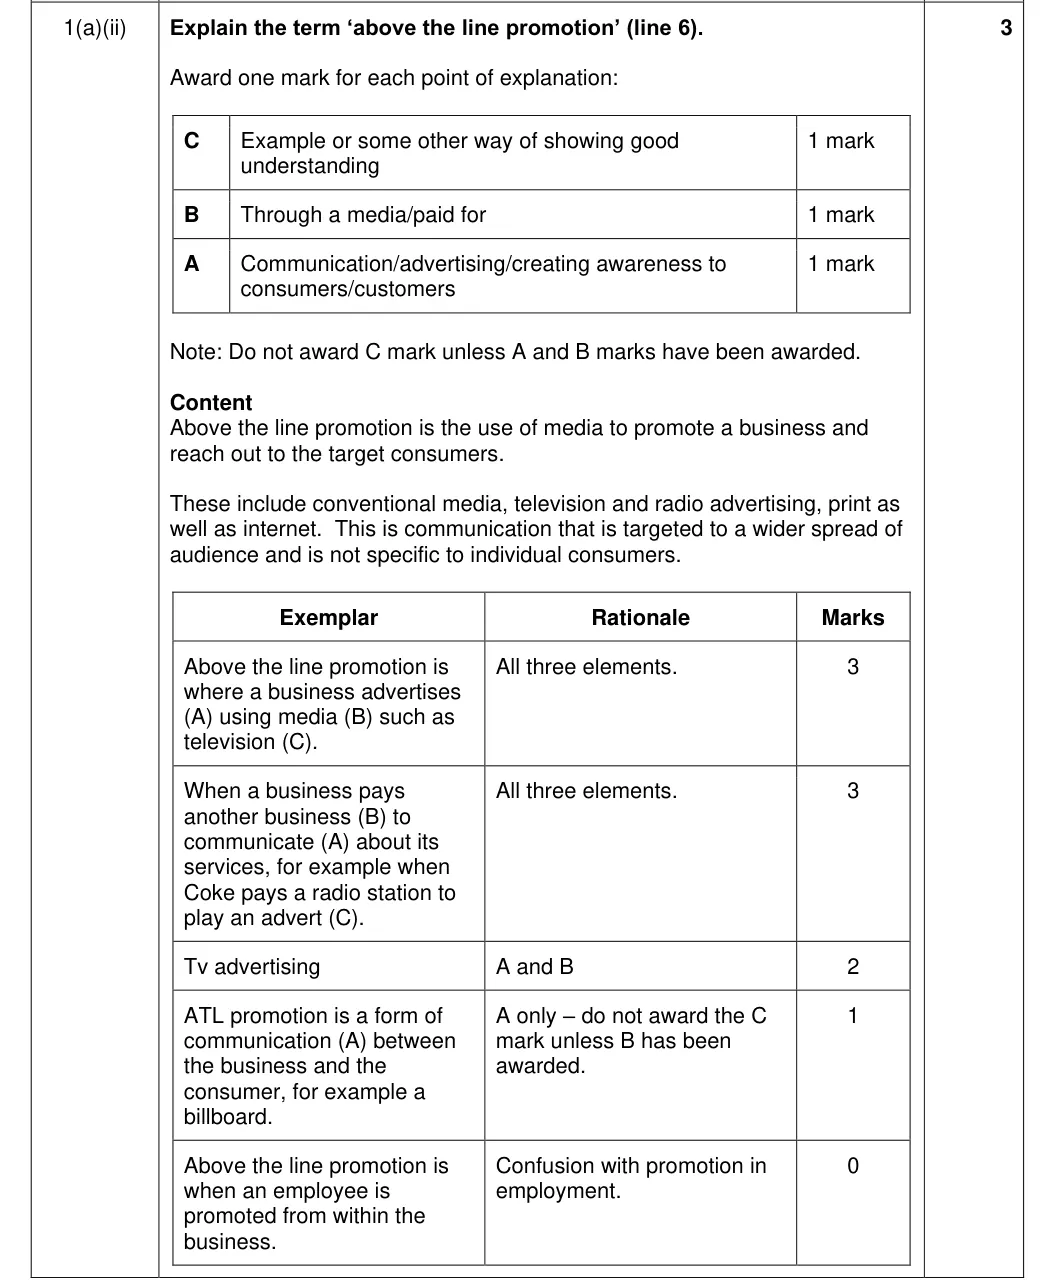 1(a)(ii)
Explain the term ‘above the line promotion’ (line 6).
3
Award one mark for each point of explanation:
C
Example or some other way of showing good
understanding
1 mark
B
Through a media/paid for
1 mark
A
Communication/advertising/creating awareness to
consumers/customers
1 mark
Note: Do not award C mark unless A and B marks have been awarded.
Content
Above the line promotion is the use of media to promote a business and
reach out to the target consumers.
These include conventional media, television and radio advertising, print as
well as internet.  This is communication that is targeted to a wider spread of
audience and is not specific to individual consumers.
Exemplar
Rationale
Marks
Above the line promotion is
where a business advertises
(A) using media (B) such as
television (C).
All three elements.
3
When a business pays
another business (B) to
communicate (A) about its
services, for example when
Coke pays a radio station to
play an advert (C).
All three elements.
3
Tv advertising
A and B
2
ATL promotion is a form of
communication (A) between
the business and the
consumer, for example a
billboard.
A only – do not award the C
mark unless B has been
awarded.
1
Above the line promotion is
when an employee is
promoted from within the
business.
Confusion with promotion in
employment.
0